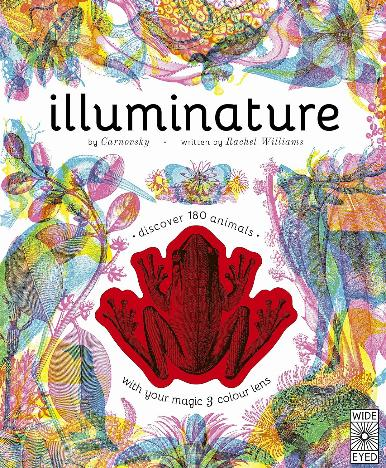 illuminature
by Carnovsky · written by Rachel Williams
· discover 180 animals ·
with your magic 3 colour lens
WIDE
EYED